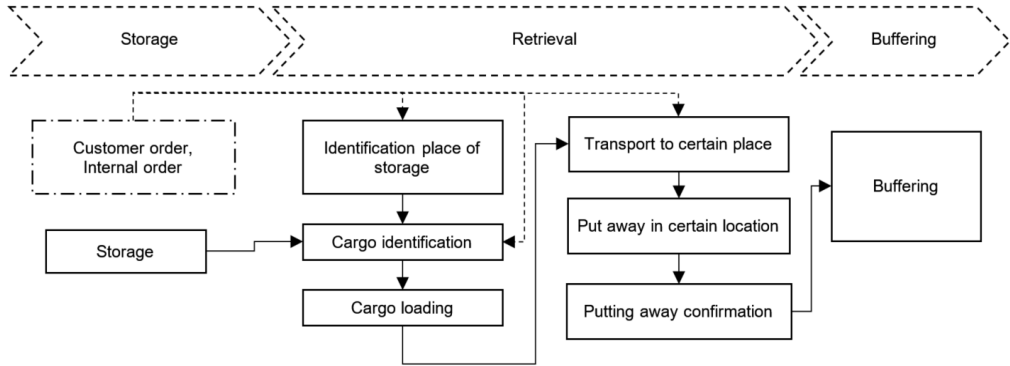 Storage
Retrieval
Buffering
Customer order,
Internal order
Storage
Identification place of
storage
Cargo identification
Cargo loading
Transport to certain place
Put away in certain location
Putting away confirmation
Buffering